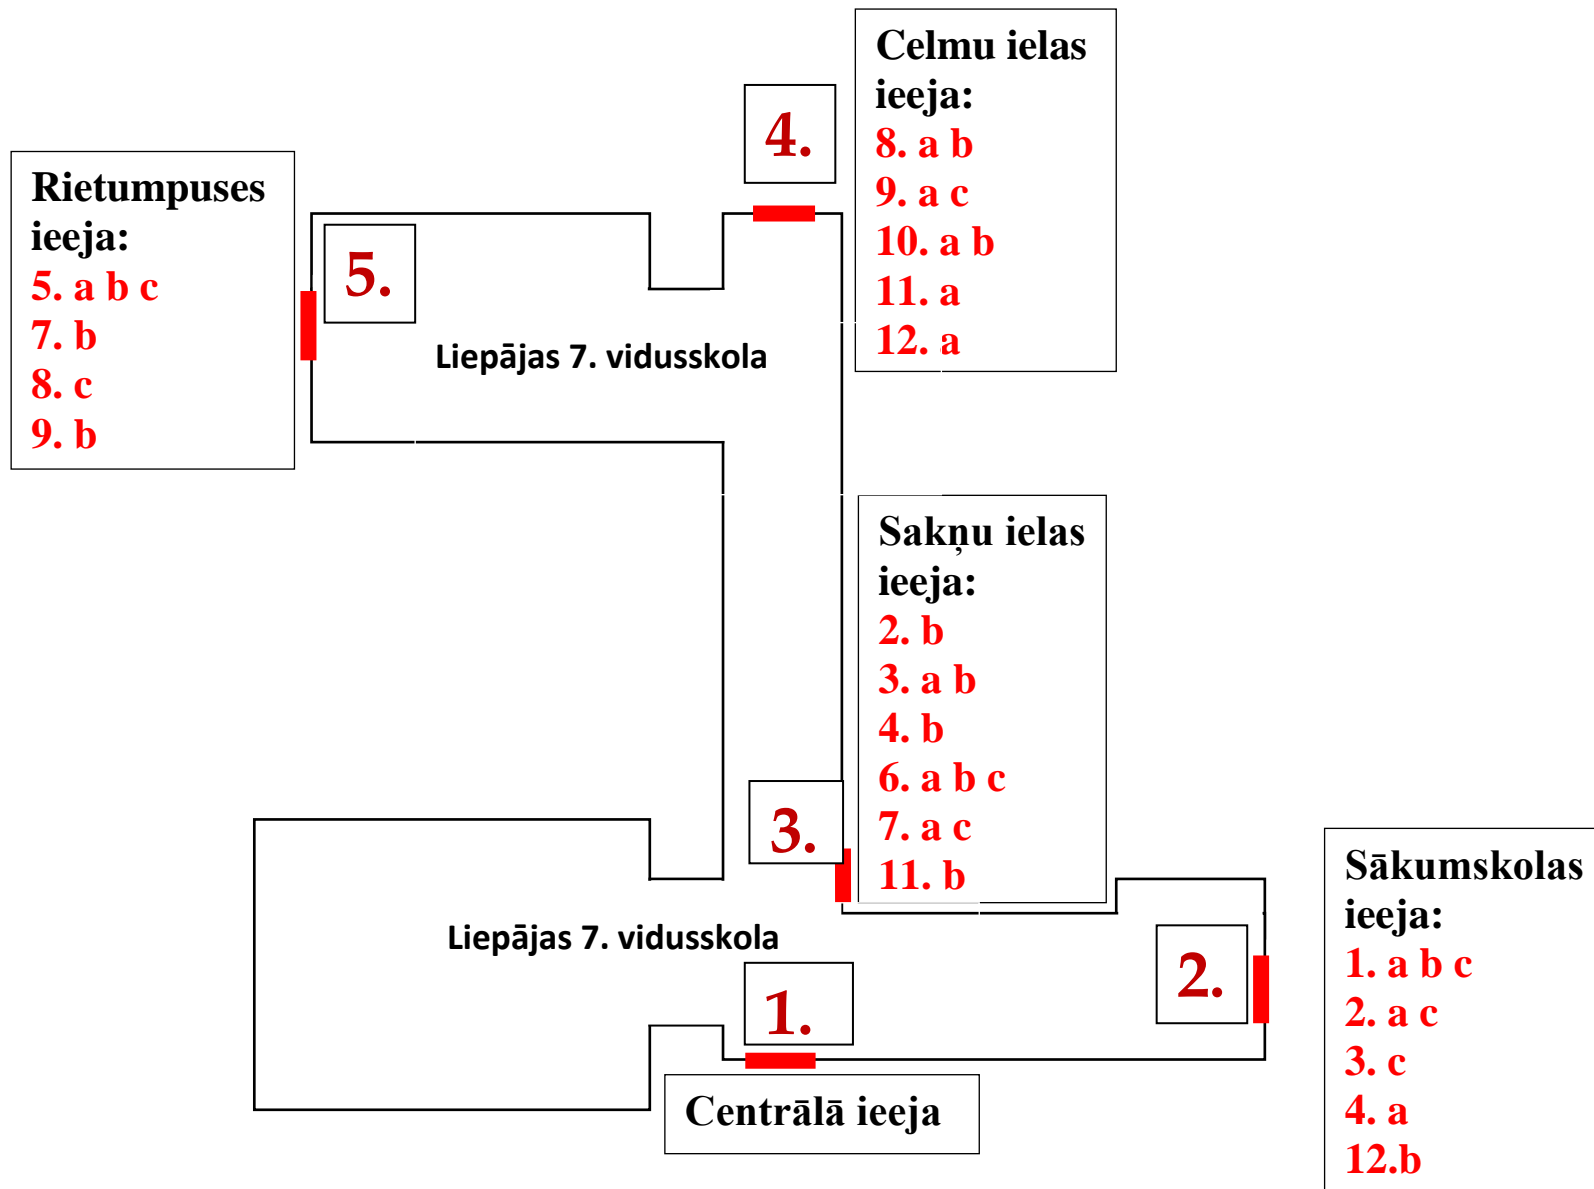 Celmu ielas
ieeja:
8. a b
9. a c
10. a b
11. a
12. a
4.
Rietumpuses
ieeja:
5. a b c
7. b
8. c
9. b
5.
Liepājas 7. vidusskola
Sakņu ielas
ieeja:
2. b
3. a b
4. b
6. a b c
7. a c
11. b
3.
Liepājas 7. vidusskola
2.
1.
Centrālā ieeja
Sākumskolas
ieeja:
1. a b c
2. a c
3. c
4. a
12.b